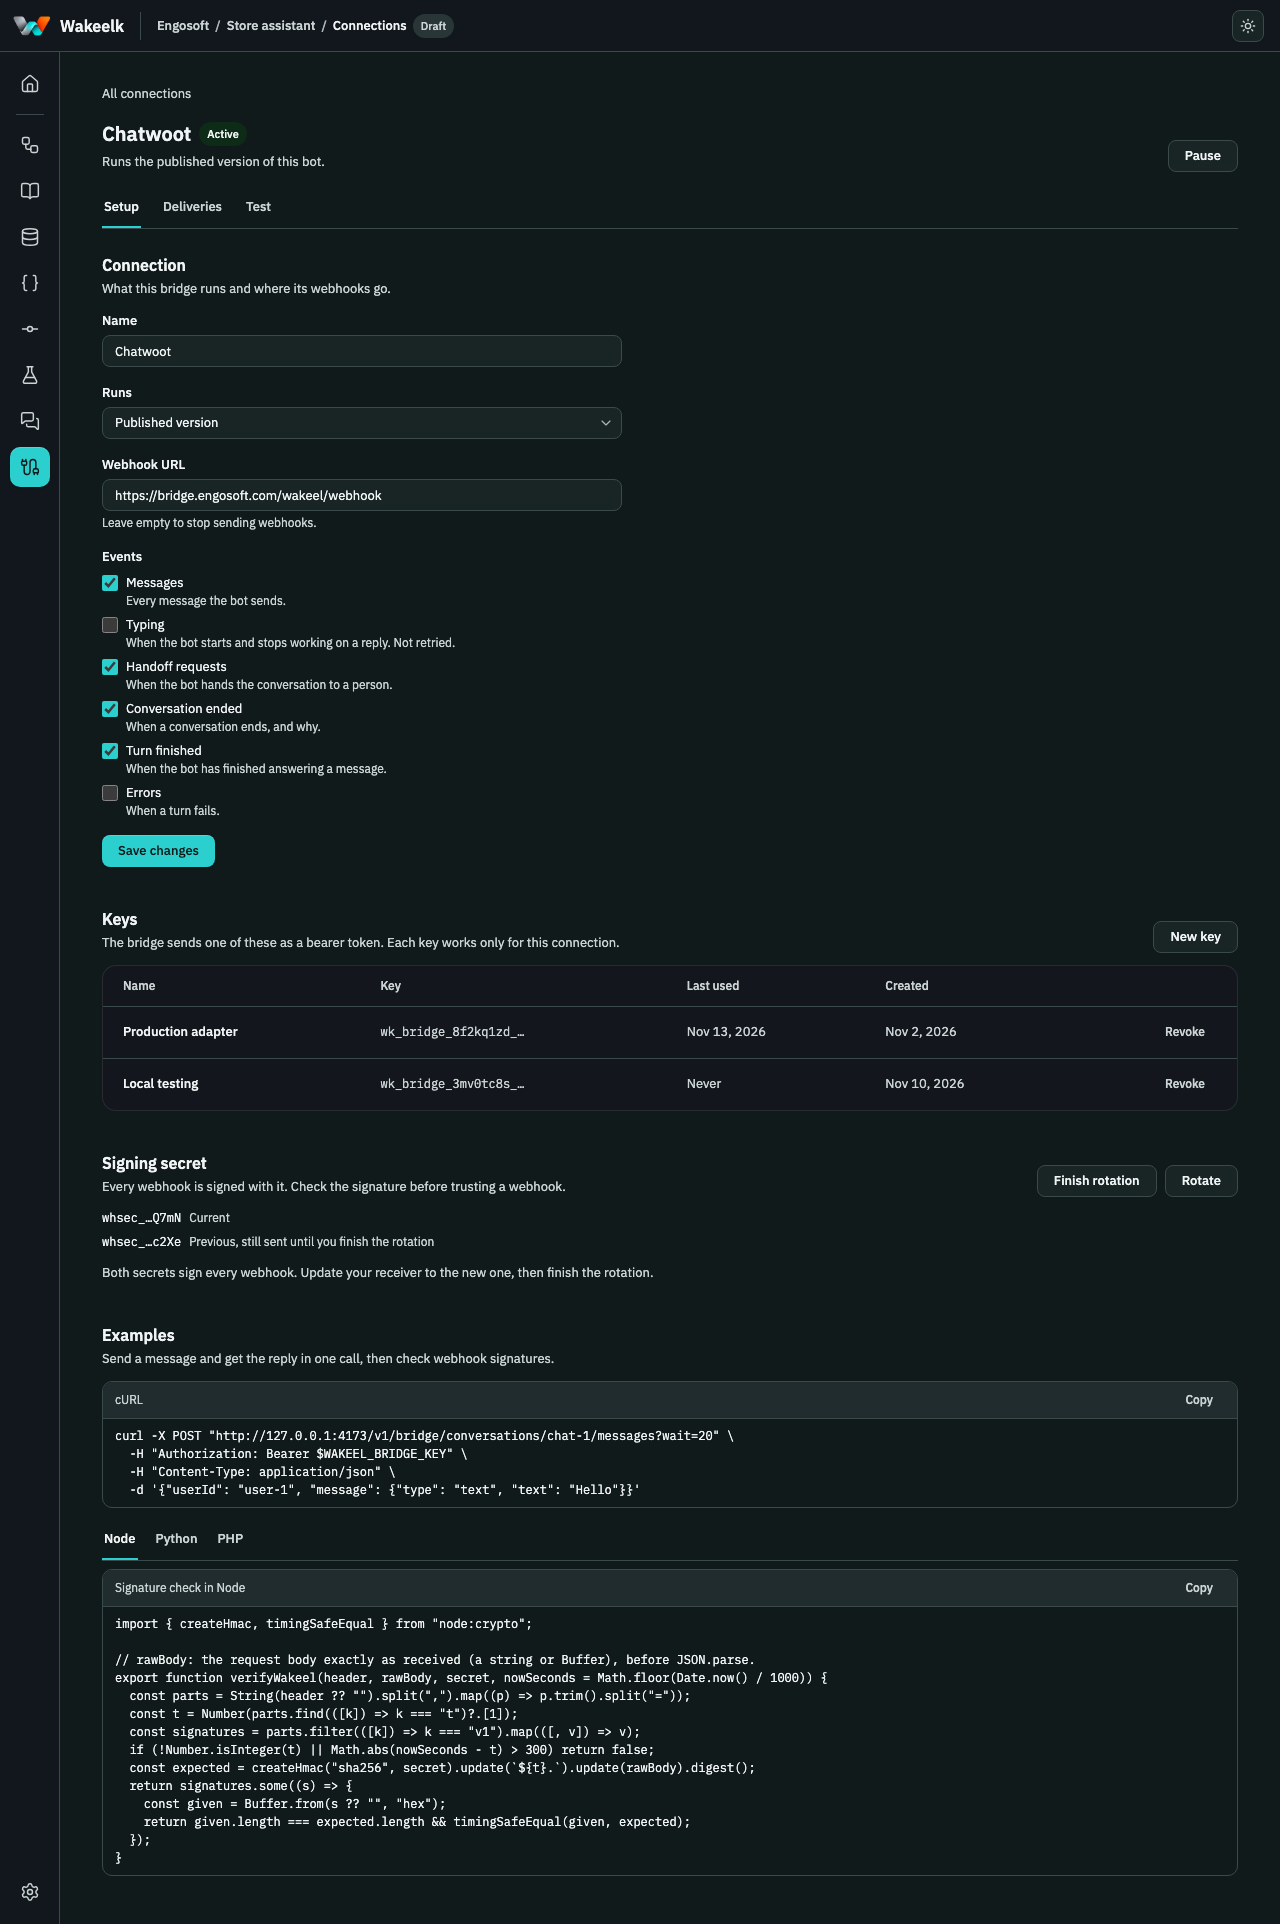 Wakeelk
Engosoft / Store assistant / Connections Draft
All connections
Chatwoot Active
Runs the published version of this bot.
Pause
Setup Deliveries Test
Connection
What this bridge runs and where its webhooks go.
Name
Chatwoot
Runs
Published version
Webhook URL
https://bridge.engosoft.com/wakeel/webhook
Leave empty to stop sending webhooks.
Events
Messages
Every message the bot sends.
Typing
When the bot starts and stops working on a reply. Not retried.
Handoff requests
When the bot hands the conversation to a person.
Conversation ended
When a conversation ends, and why.
Turn finished
When the bot has finished answering a message.
Errors
When a turn fails.
Save changes
Keys
The bridge sends one of these as a bearer token. Each key works only for this connection.
New key
Name Key Last used Created
Production adapter wk_bridge_8f2kq1zd_… Nov 13, 2026 Nov 2, 2026 Revoke
Local testing wk_bridge_3mv0tc8s_… Never Nov 10, 2026 Revoke
Signing secret
Every webhook is signed with it. Check the signature before trusting a webhook.
Finish rotation Rotate
whsec_…Q7mN Current
whsec_…c2Xe Previous, still sent until you finish the rotation
Both secrets sign every webhook. Update your receiver to the new one, then finish the rotation.
Examples
Send a message and get the reply in one call, then check webhook signatures.
cURL Copy
curl -X POST "http://127.0.0.1:4173/v1/bridge/conversations/chat-1/messages?wait=20" \
  -H "Authorization: Bearer $WAKEEL_BRIDGE_KEY" \
  -H "Content-Type: application/json" \
  -d '{"userId": "user-1", "message": {"type": "text", "text": "Hello"}}'
Node Python PHP
Signature check in Node Copy
import { createHmac, timingSafeEqual } from "node:crypto";
// rawBody: the request body exactly as received (a string or Buffer), before JSON.parse.
export function verifyWakeel(header, rawBody, secret, nowSeconds = Math.floor(Date.now() / 1000)) {
  const parts = String(header ?? "").split(",").map((p) => p.trim().split("="));
  const t = Number(parts.find(([k]) => k === "t")?.[1]);
  const signatures = parts.filter(([k]) => k === "v1").map(([, v]) => v);
  if (!Number.isInteger(t) || Math.abs(nowSeconds - t) > 300) return false;
  const expected = createHmac("sha256", secret).update(`${t}.`).update(rawBody).digest();
  return signatures.some((s) => {
    const given = Buffer.from(s ?? "", "hex");
    return given.length === expected.length && timingSafeEqual(given, expected);
  });
}